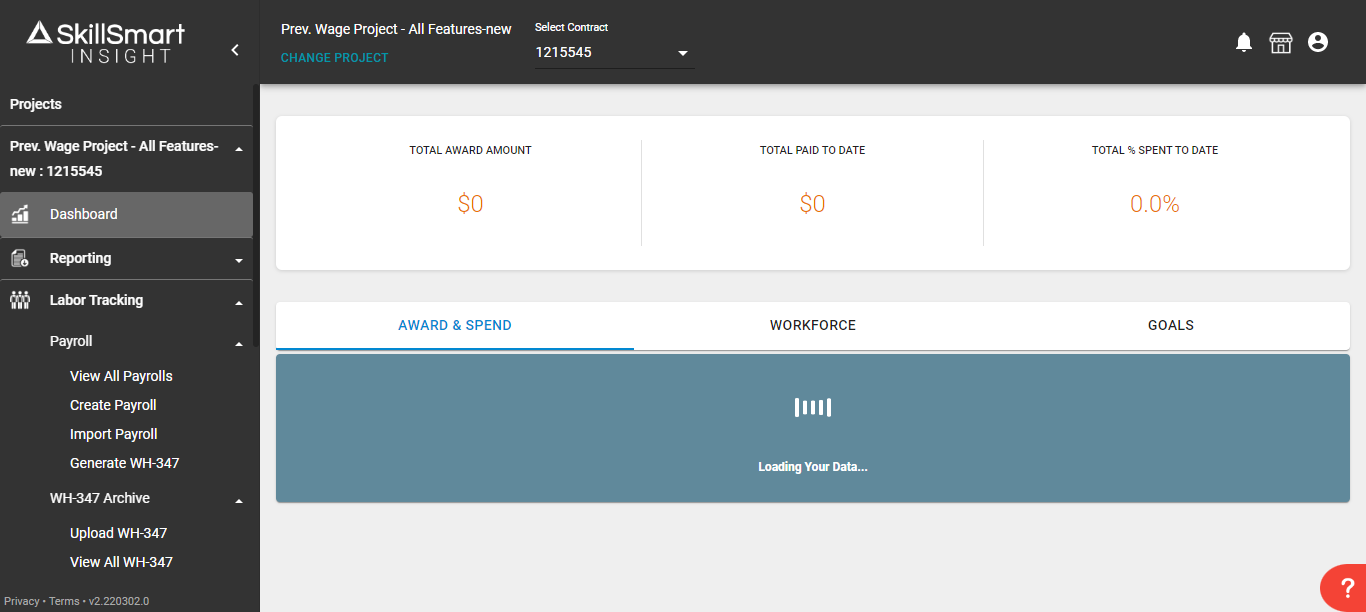 SkillSmart
INSIGHT
Prev. Wage Project - All Features-new
CHANGE PROJECT
Select Contract
1215545
Projects
Prev. Wage Project - All Features-
new : 1215545
Dashboard
Reporting
Labor Tracking
Payroll
View All Payrolls
Create Payroll
Import Payroll
Generate WH-347
WH-347 Archive
Upload WH-347
View All WH-347
Privacy • Terms • v2.220302.0
TOTAL AWARD AMOUNT
$0
TOTAL PAID TO DATE
$0
TOTAL % SPENT TO DATE
0.0%
AWARD & SPEND
WORKFORCE
GOALS
Loading Your Data...
?